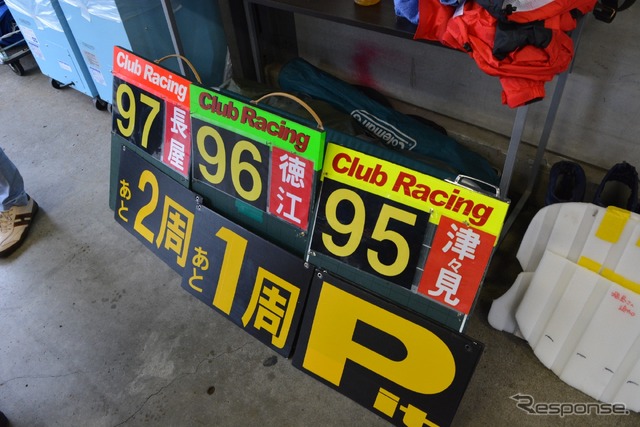 Club Racing
97
長屋
Club Racing
96
徳江
Club Racing
95
津々見
あと2周
あと1周
Pit
Coleman
Response.